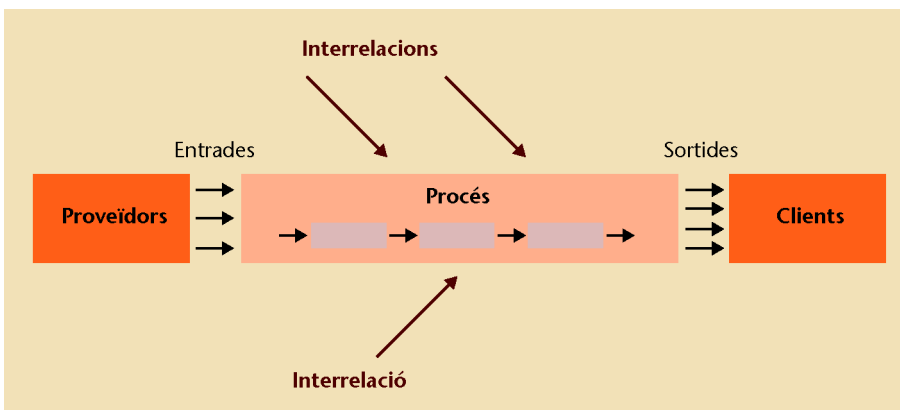 Interrelacions
Entrades
Sortides
Proveïdors
Procés
Clients
Interrelació